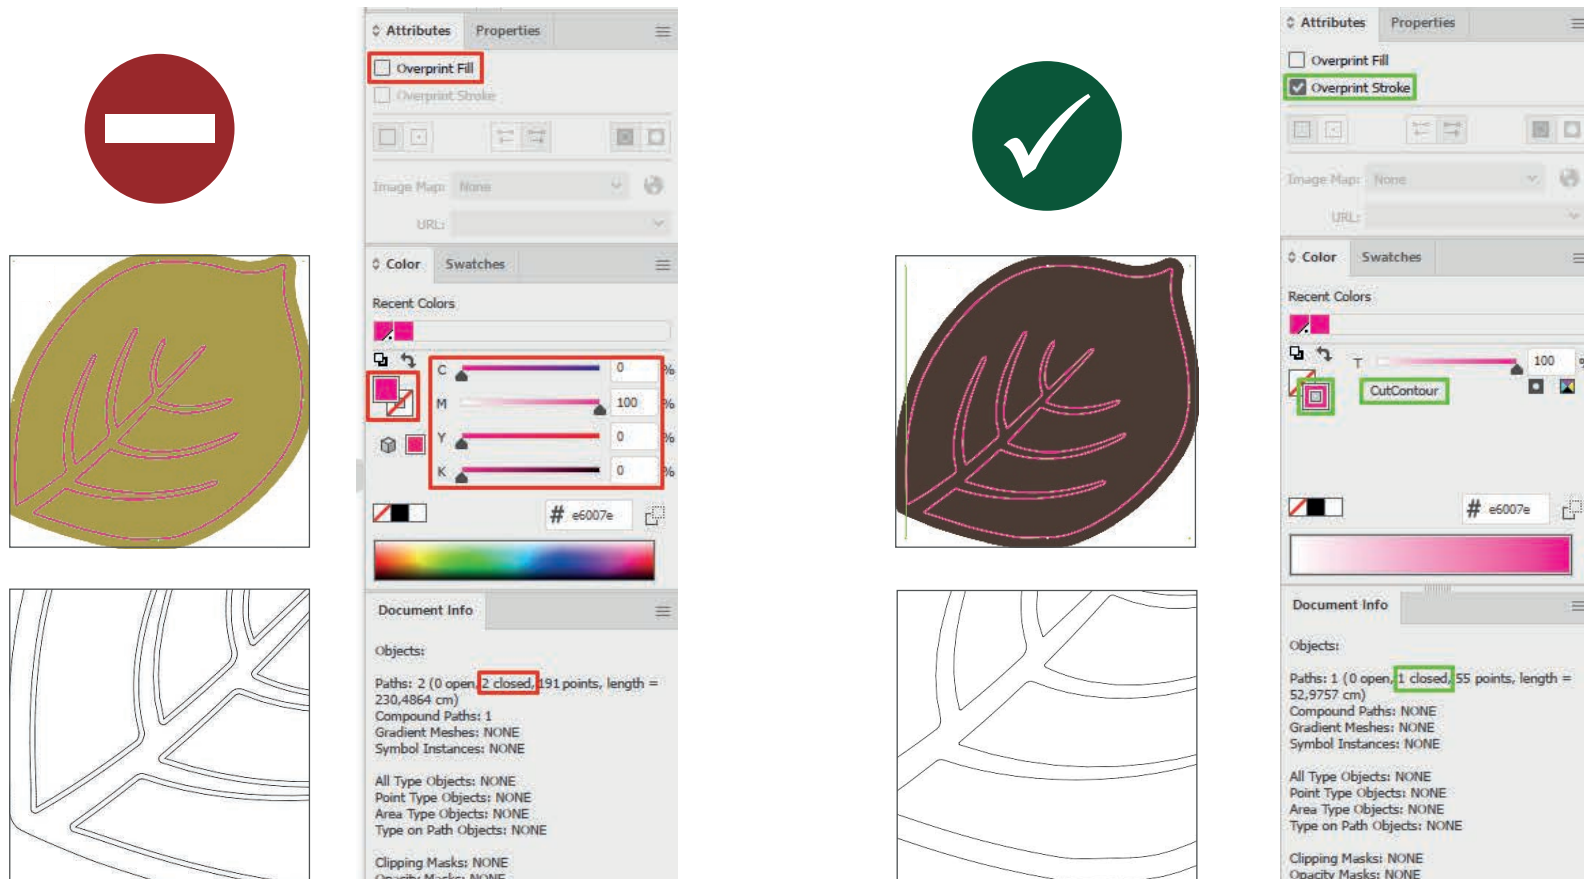 Attributes Properties
Overprint Fill
Overprint Stroke
Image Map: None
URL:
Color Swatches
Recent Colors
C 0 %
M 100 %
Y 0 %
K 0 %
# e6007e
Document Info
Objects:
Paths: 2 (0 open, 2 closed, 191 points, length =
230,4864 cm)
Compound Paths: 1
Gradient Meshes: NONE
Symbol Instances: NONE
All Type Objects: NONE
Point Type Objects: NONE
Area Type Objects: NONE
Type on Path Objects: NONE
Clipping Masks: NONE
Opacity Masks: NONE
Attributes Properties
Overprint Fill
Overprint Stroke
Image Map: None
URL:
Color Swatches
Recent Colors
T 100 %
CutContour
# e6007e
Document Info
Objects:
Paths: 1 (0 open, 1 closed, 55 points, length =
52,9757 cm)
Compound Paths: NONE
Gradient Meshes: NONE
Symbol Instances: NONE
All Type Objects: NONE
Point Type Objects: NONE
Area Type Objects: NONE
Type on Path Objects: NONE
Clipping Masks: NONE
Opacity Masks: NONE